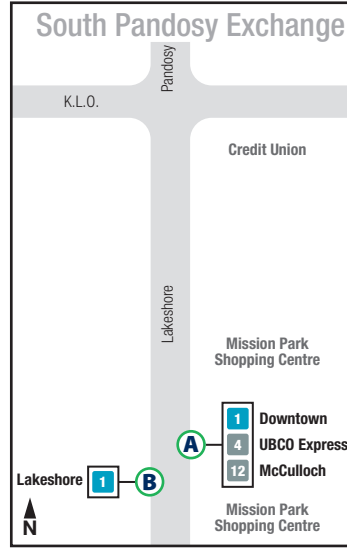 South Pandosy Exchange
Pandosy
K.L.O.
Credit Union
Lakeshore
Mission Park
Shopping Centre
A
1 Downtown
4 UBCO Express
12 McCulloch
Lakeshore 1 B
N
Mission Park
Shopping Centre